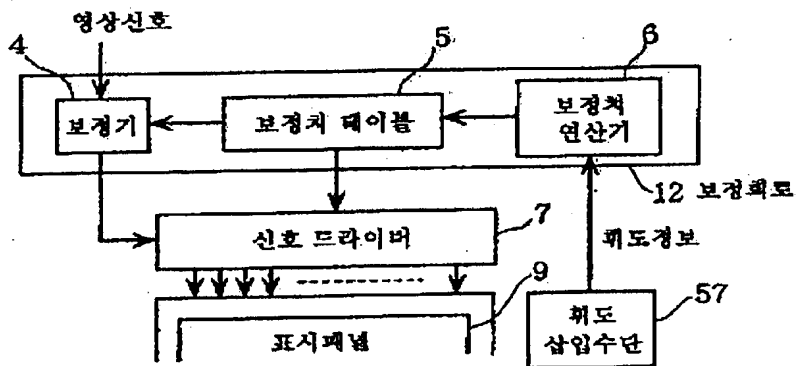 영상신호
4
5
6
보정기
보정치 테이블
보정치
연산기
12 보정회로
신호 드라이버
7
휘도정보
9
57
표시패널
휘도
삽입수단